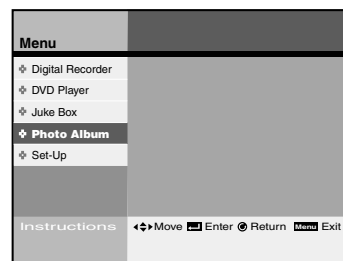 Menu
Digital Recorder
DVD Player
Juke Box
Photo Album
Set-Up
Instructions Move Enter Return Menu Exit